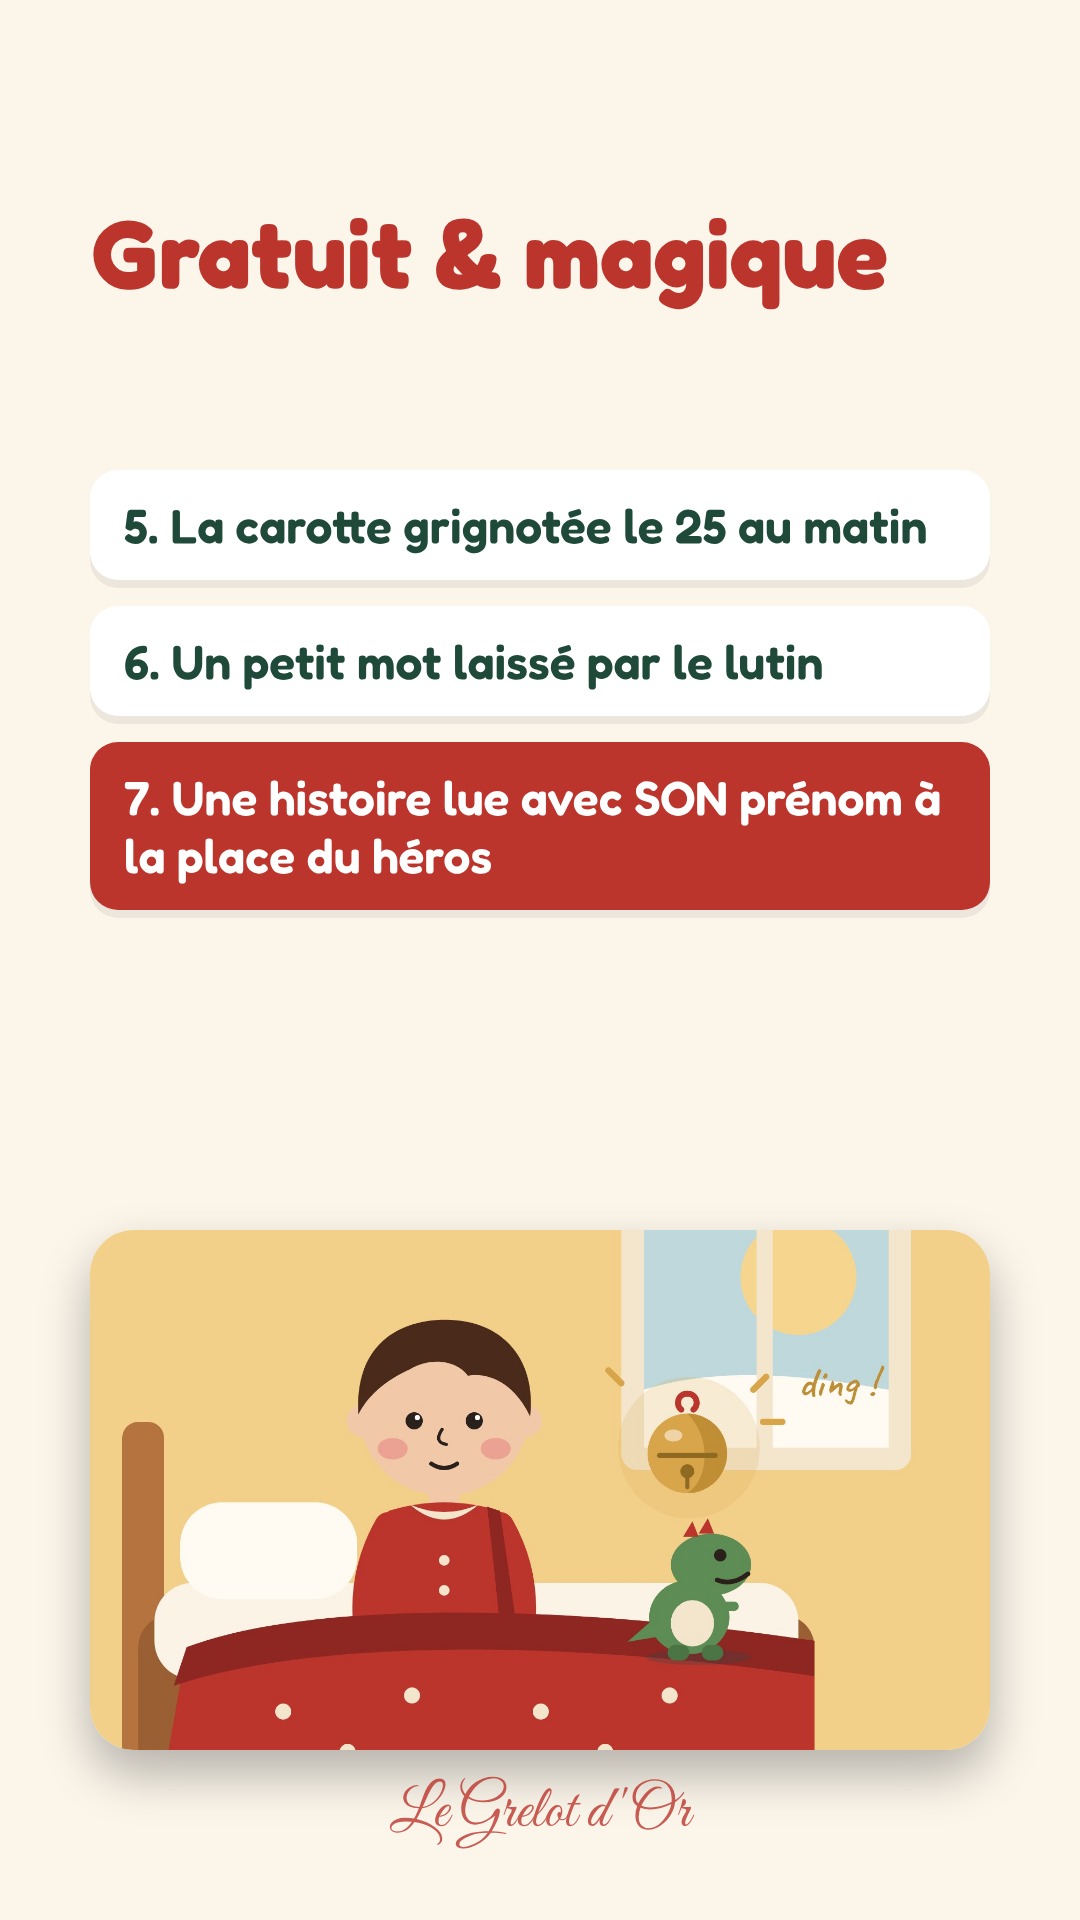 Gratuit & magique
5. La carotte grignotée le 25 au matin
6. Un petit mot laissé par le lutin
7. Une histoire lue avec SON prénom à
la place du héros
ding !
Le Grelot d'Or